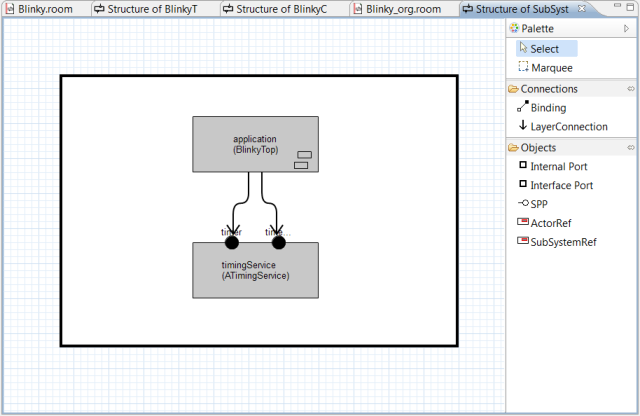 Blinky.room
Structure of BlinkyT
Structure of BlinkyC
Blinky_org.room
Structure of SubSyst
Palette
Select
Marquee
Connections
Binding
LayerConnection
Objects
Internal Port
Interface Port
SPP
ActorRef
SubSystemRef
application
(BlinkyTop)
timer
time...
timingService
(ATimingService)